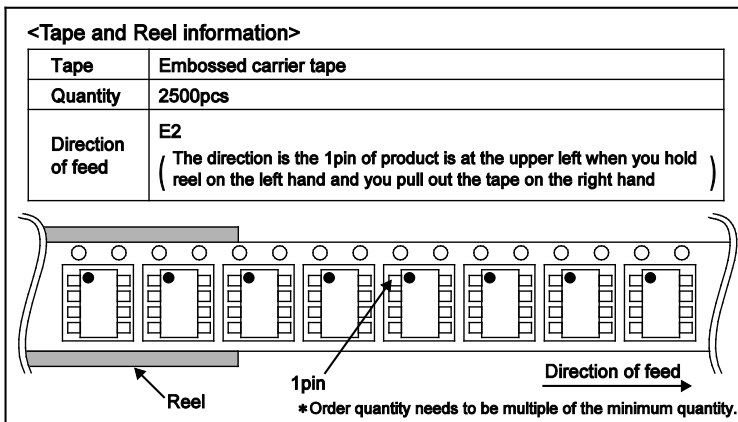 <Tape and Reel information>
Tape Embossed carrier tape
Quantity 2500pcs
Direction of feed E2
( The direction is the 1pin of product is at the upper left when you hold
reel on the left hand and you pull out the tape on the right hand )
Reel
1pin
Direction of feed
*Order quantity needs to be multiple of the minimum quantity.